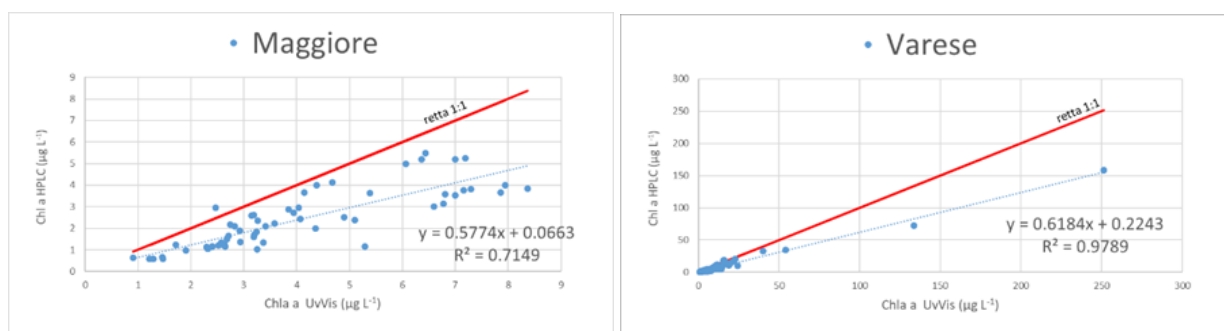 Maggiore
9
8
7
6
5
4
3
2
1
0
Chl a HPLC (µg L-1)
retta 1:1
y = 0.5774x + 0.0663
R² = 0.7149
0 1 2 3 4 5 6 7 8 9
Chla a UvVis (µg L-1)
Varese
300
250
200
150
100
50
0
Chl a HPLC (µg L-1)
retta 1:1
y = 0.6184x + 0.2243
R² = 0.9789
0 50 100 150 200 250 300
Chla a UvVis (µg L-1)